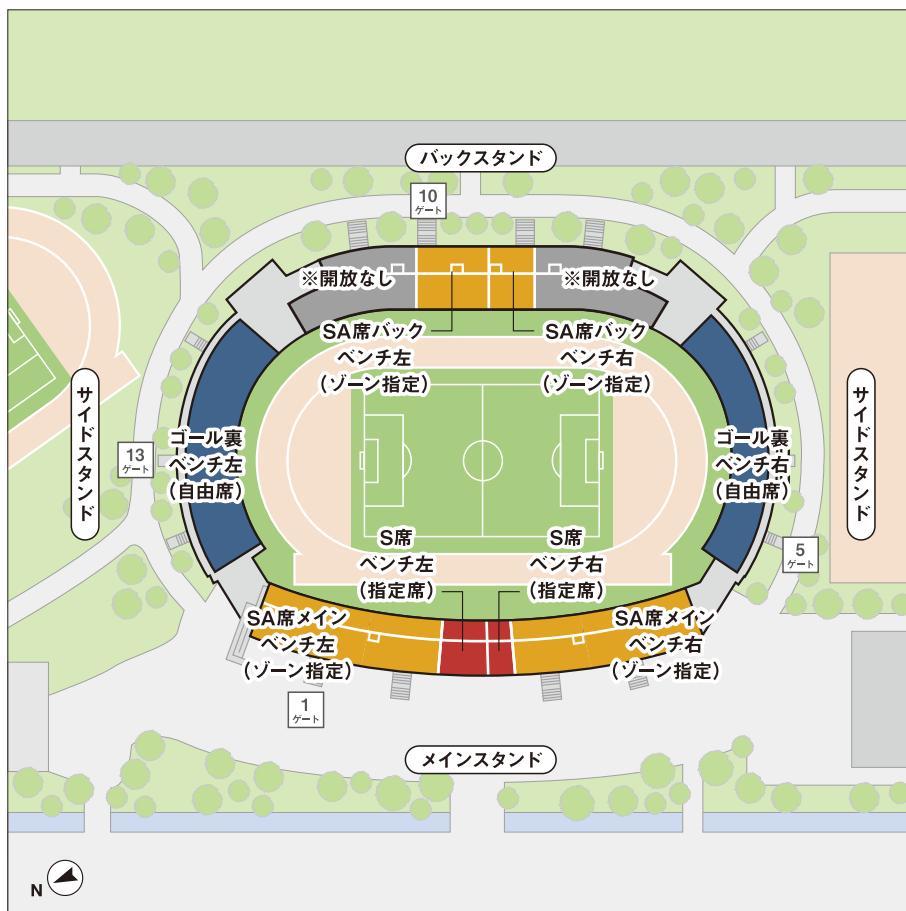 バックスタンド
10
ゲート
※開放なし
※開放なし
SA席バック
ベンチ左
(ゾーン指定)
SA席バック
ベンチ右
(ゾーン指定)
サイドスタンド
13
ゲート
ゴール裏
ベンチ左
(自由席)
ゴール裏
ベンチ右
(自由席)
サイドスタンド
S席
ベンチ左
(指定席)
S席
ベンチ右
(指定席)
5
ゲート
SA席メイン
ベンチ左
(ゾーン指定)
SA席メイン
ベンチ右
(ゾーン指定)
1
ゲート
メインスタンド
N